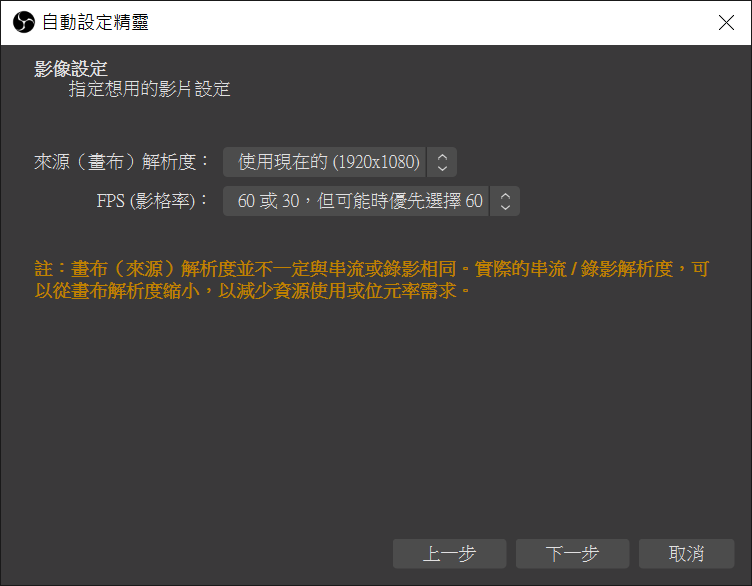 自動設定精靈
影像設定
指定想用的影片設定
來源（畫布）解析度： 使用現在的 (1920x1080)
FPS (影格率)： 60 或 30，但可能時優先選擇 60
註：畫布（來源）解析度並不一定與串流或錄影相同。實際的串流 / 錄影解析度，可
以從畫布解析度缩小，以減少資源使用或位元率需求。
上一步 下一步 取消